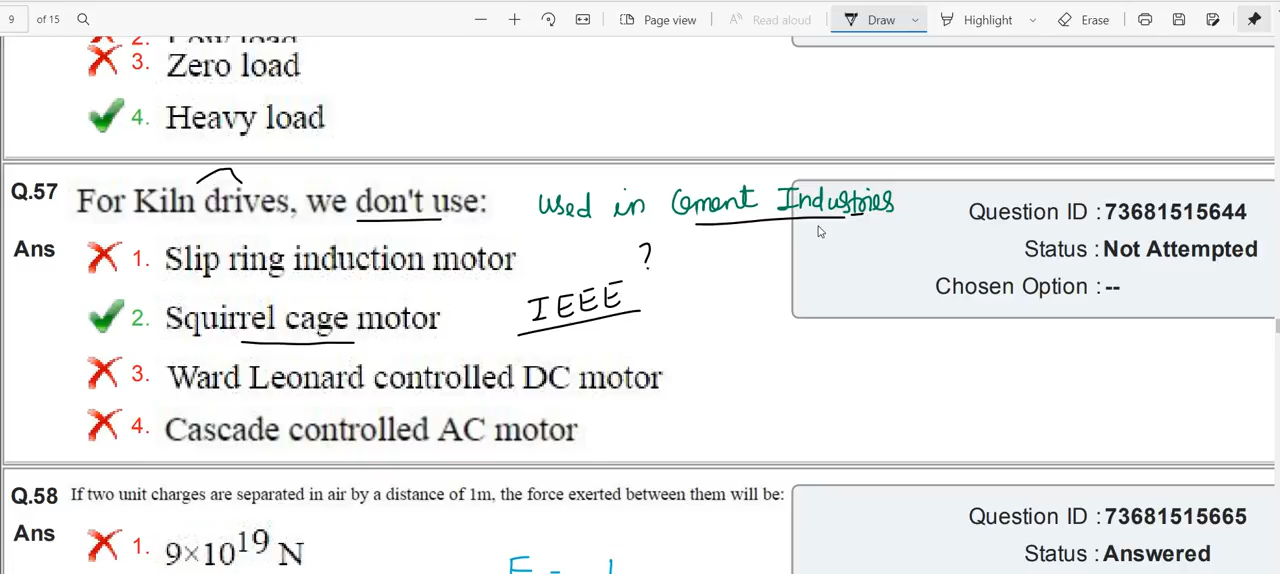 9 of 15 Page view Read aloud Draw Highlight Erase
2. Low load
3. Zero load
4. Heavy load
Q.57 For Kiln drives, we don't use: used in Cement Industries
Ans 1. Slip ring induction motor ?
2. Squirrel cage motor IEEE
3. Ward Leonard controlled DC motor
4. Cascade controlled AC motor
Question ID : 73681515644
Status : Not Attempted
Chosen Option : --
Q.58 If two unit charges are separated in air by a distance of 1m, the force exerted between them will be:
Ans 1. 9×10¹⁹ N
Question ID : 73681515665
Status : Answered